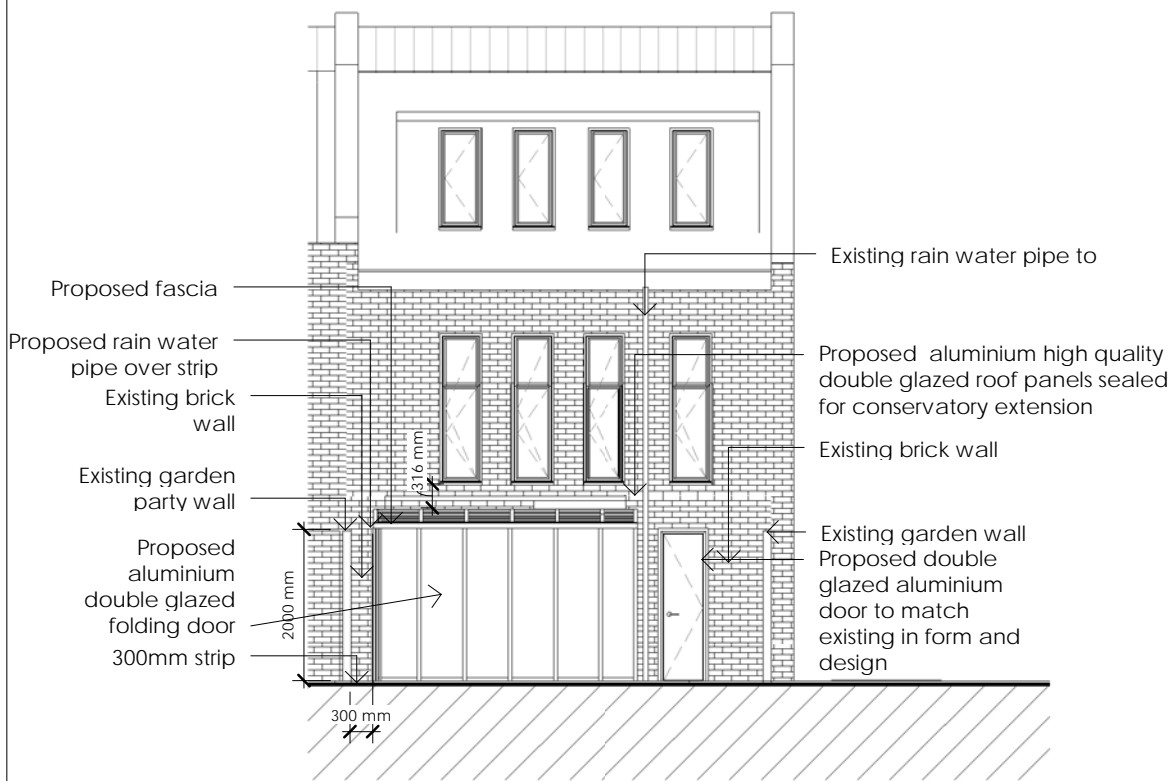 Proposed fascia
Proposed rain water
pipe over strip
Existing brick
wall
Existing garden
party wall
Proposed
aluminium
double glazed
folding door
300mm strip
2000 mm
300 mm
316 mm
Existing rain water pipe to
Proposed aluminium high quality
double glazed roof panels sealed
for conservatory extension
Existing brick wall
Existing garden wall
Proposed double
glazed aluminium
door to match
existing in form and
design